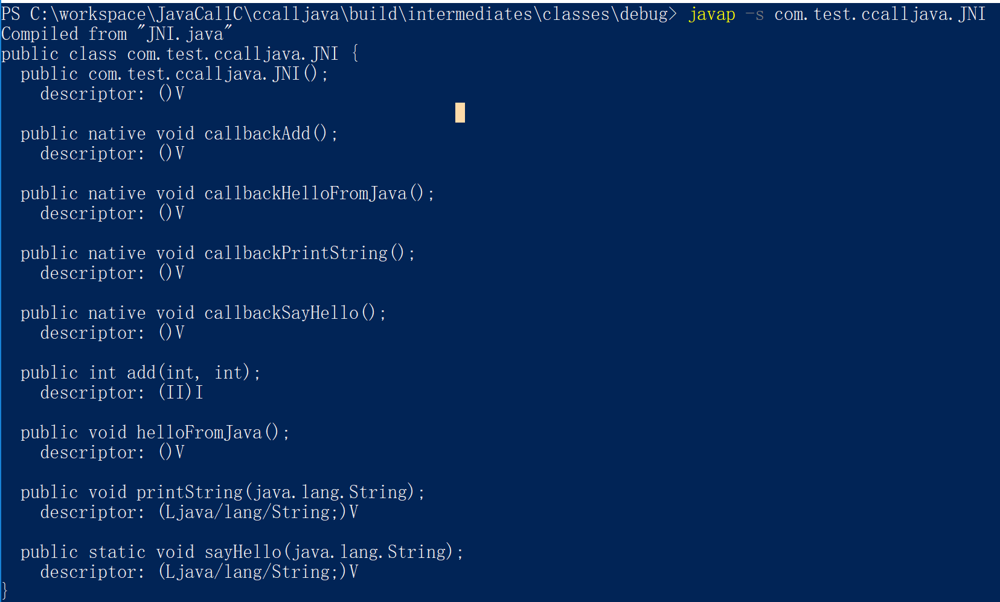 PS C:\workspace\JavaCallC\ccalljava\build\intermediates\classes\debug> javap -s com.test.ccalljava.JNI
Compiled from "JNI.java"
public class com.test.ccalljava.JNI {
  public com.test.ccalljava.JNI();
    descriptor: ()V

  public native void callbackAdd();
    descriptor: ()V

  public native void callbackHelloFromJava();
    descriptor: ()V

  public native void callbackPrintString();
    descriptor: ()V

  public native void callbackSayHello();
    descriptor: ()V

  public int add(int, int);
    descriptor: (II)I

  public void helloFromJava();
    descriptor: ()V

  public void printString(java.lang.String);
    descriptor: (Ljava/lang/String;)V

  public static void sayHello(java.lang.String);
    descriptor: (Ljava/lang/String;)V
}